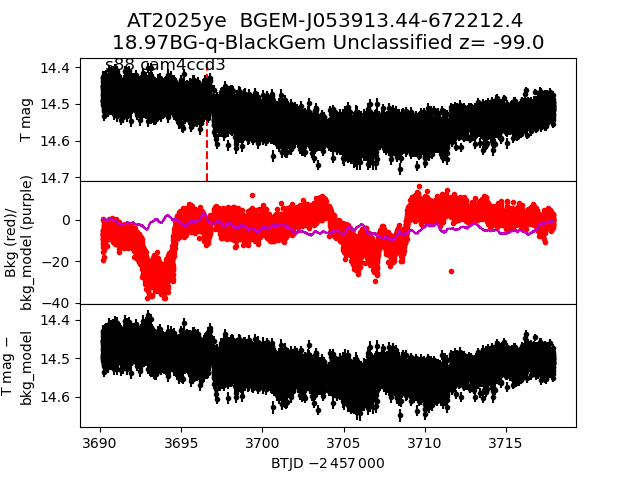 AT2025ye  BGEM-J053913.44-672212.4
18.97BG-q-BlackGem Unclassified z= -99.0
s88 cam4ccd3
14.4
14.5
14.6
14.7
T mag
0
−20
−40
Bkg (red)/
bkg_model (purple)
14.4
14.5
14.6
T mag −
bkg_model
3690
3695
3700
3705
3710
3715
BTJD −2 457 000